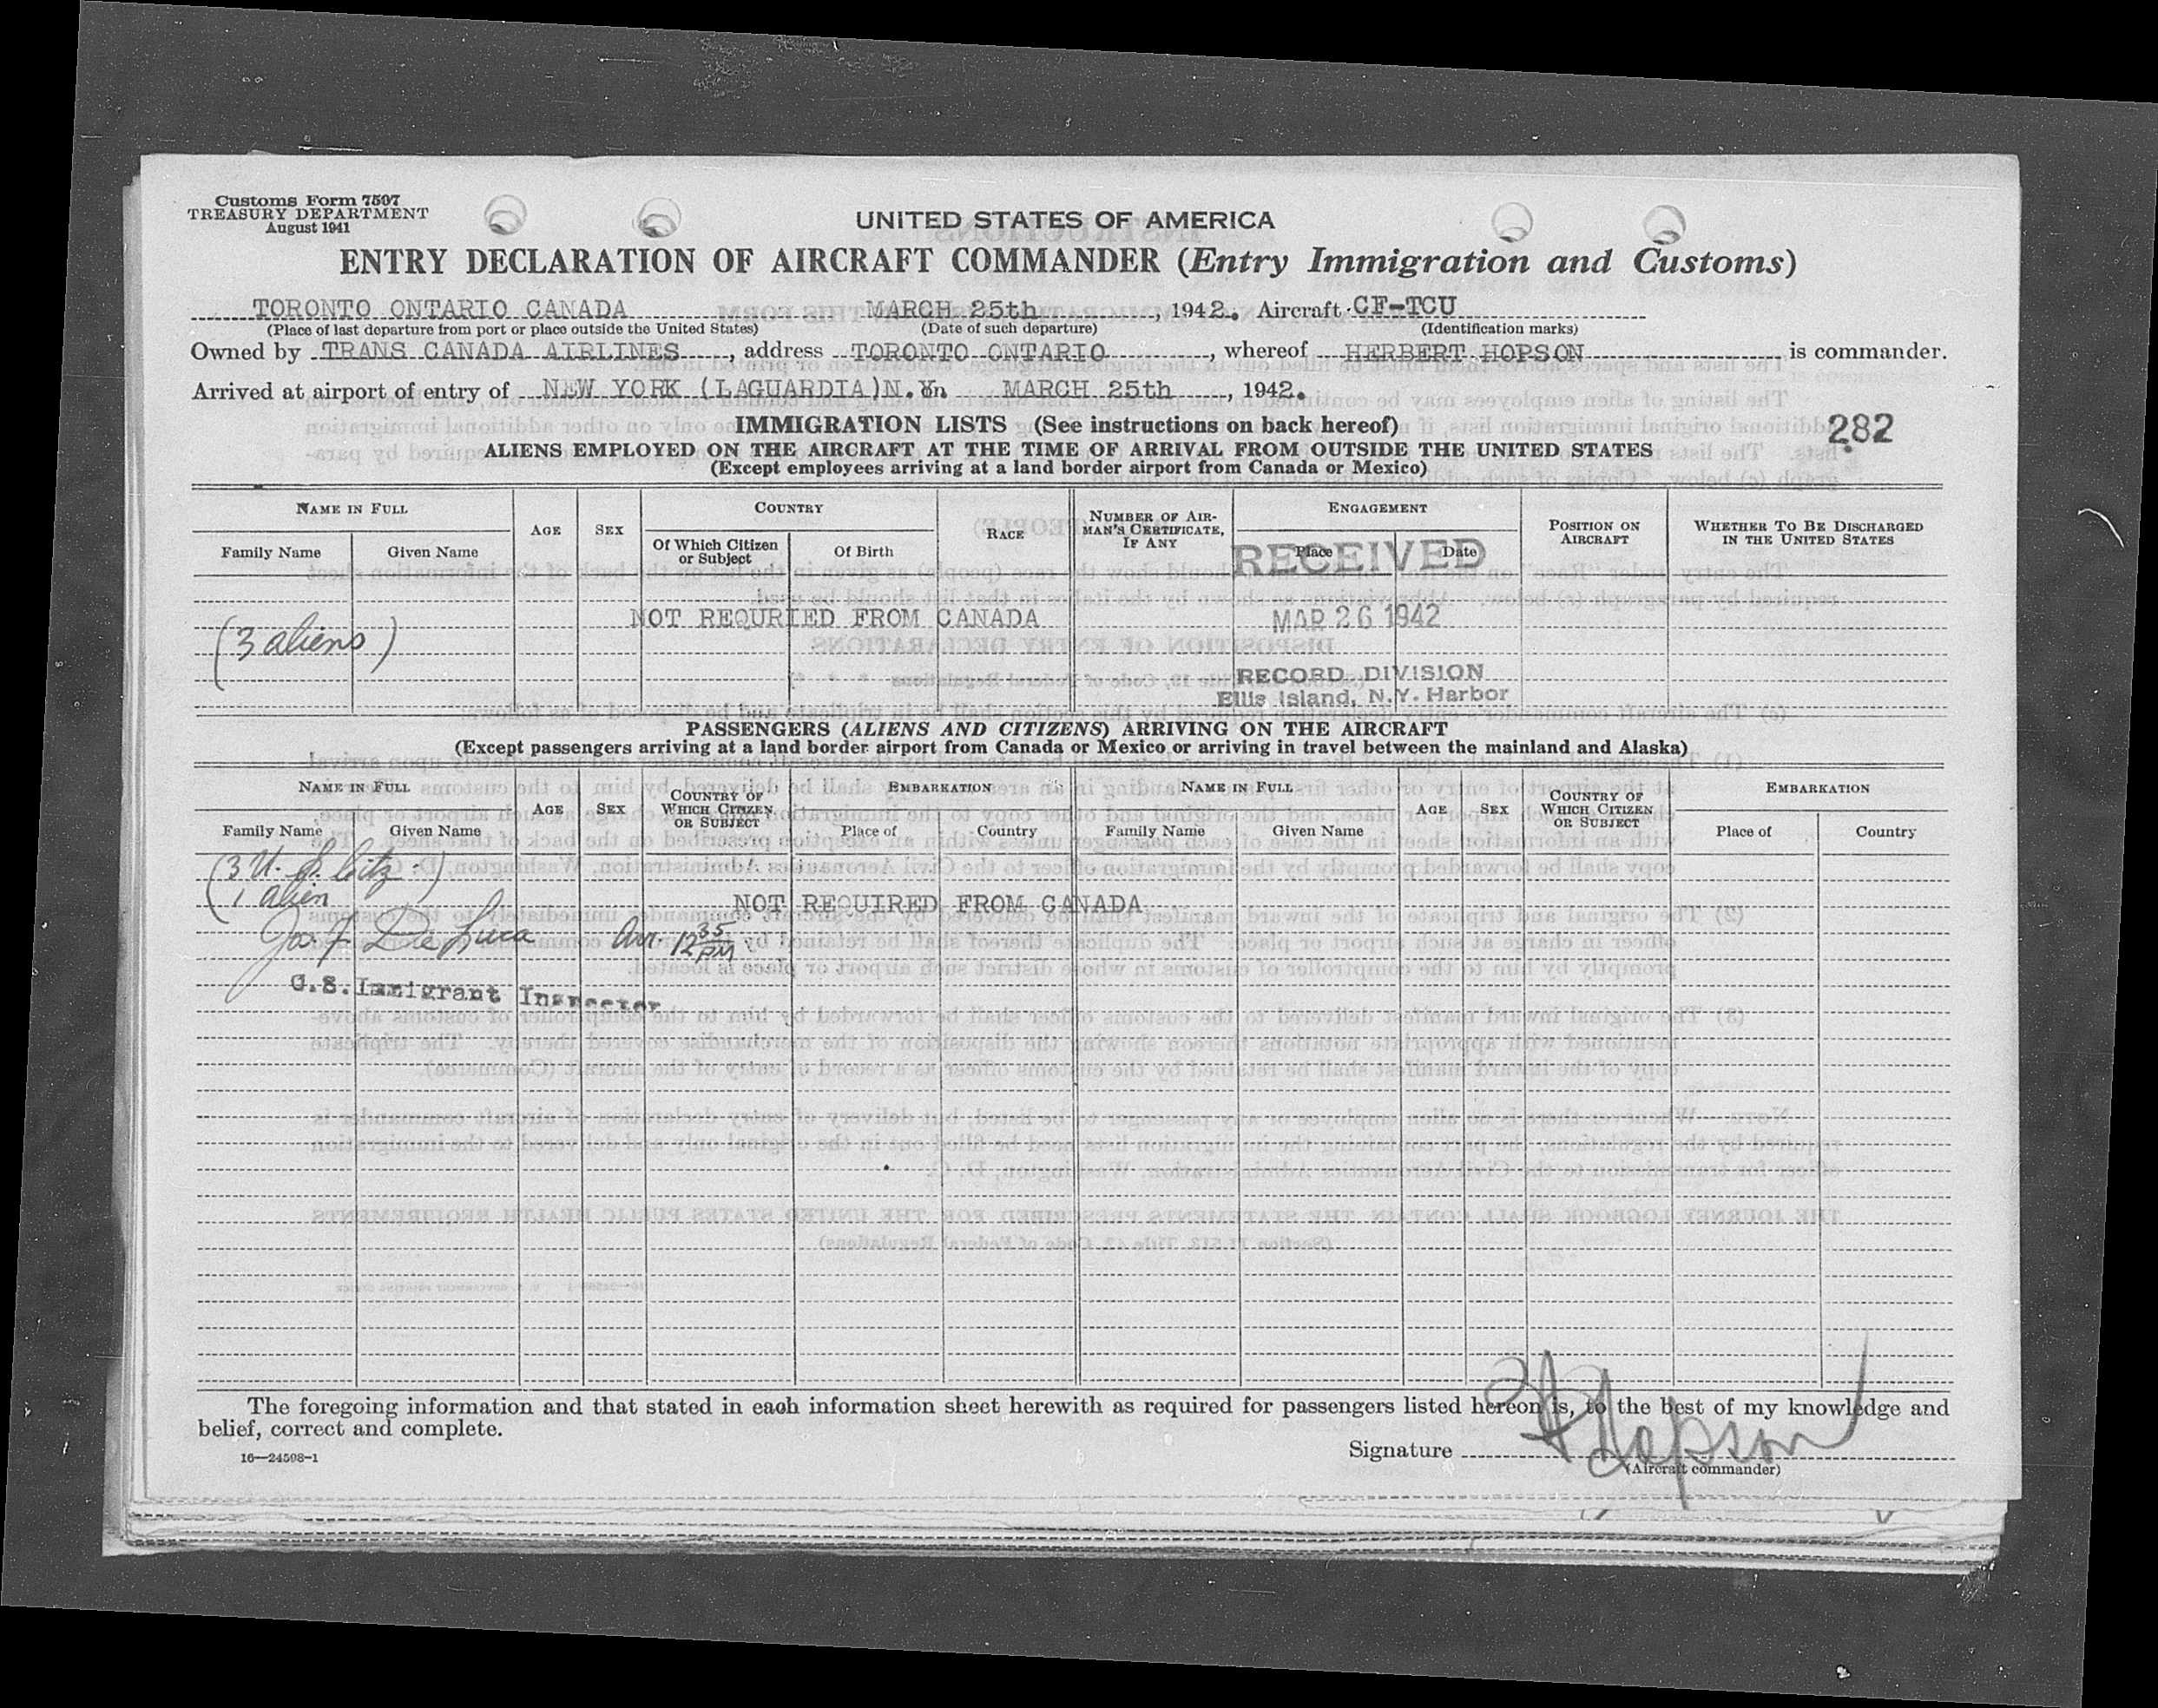 Customs Form 7507
TREASURY DEPARTMENT
August 1941
UNITED STATES OF AMERICA
ENTRY DECLARATION OF AIRCRAFT COMMANDER (Entry Immigration and Customs)
TORONTO ONTARIO CANADA MARCH 25th, 1942. Aircraft CF-TCU
(Place of last departure from port or place outside the United States) (Date of such departure) (Identification marks)
Owned by TRANS CANADA AIRLINES, address TORONTO ONTARIO, whereof HERBERT HOPSON is commander.
Arrived at airport of entry of NEW YORK (LAGUARDIA)N.Y. on MARCH 25th, 1942.
IMMIGRATION LISTS (See instructions on back hereof)
282
ALIENS EMPLOYED ON THE AIRCRAFT AT THE TIME OF ARRIVAL FROM OUTSIDE THE UNITED STATES
(Except employees arriving at a land border airport from Canada or Mexico)
NAME IN FULL AGE SEX COUNTRY RACE NUMBER OF AIRMAN'S CERTIFICATE, IF ANY ENGAGEMENT POSITION ON AIRCRAFT WHETHER TO BE DISCHARGED IN THE UNITED STATES
Family Name Given Name Of Which Citizen or Subject Of Birth Place Date
RECEIVED
NOT REQURIED FROM CANADA MAR 26 1942
(3 aliens)
RECORD DIVISION
Ellis Island, N.Y. Harbor
PASSENGERS (ALIENS AND CITIZENS) ARRIVING ON THE AIRCRAFT
(Except passengers arriving at a land border airport from Canada or Mexico or arriving in travel between the mainland and Alaska)
NAME IN FULL AGE SEX COUNTRY OF WHICH CITIZEN OR SUBJECT EMBARKATION NAME IN FULL AGE SEX COUNTRY OF WHICH CITIZEN OR SUBJECT EMBARKATION
Family Name Given Name Place of Country Family Name Given Name Place of Country
(3 U. S. Citz.)
1 alien
NOT REQUIRED FROM CANADA
Jos. F. De Luca Arr. 12 35 PM
U.S. Immigrant Inspector
The foregoing information and that stated in each information sheet herewith as required for passengers listed hereon is, to the best of my knowledge and
belief, correct and complete.
Signature H Hopson
16—24598-1
(Aircraft commander)